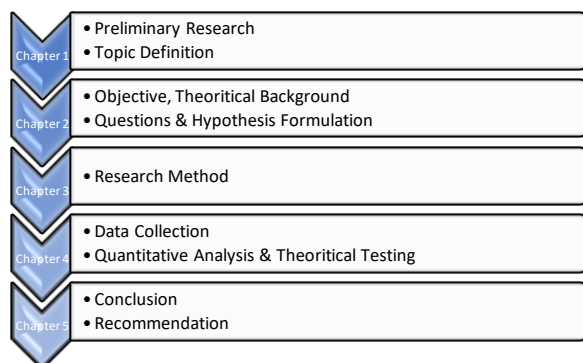 Chapter 1
• Preliminary Research
• Topic Definition
Chapter 2
• Objective, Theoritical Background
• Questions & Hypothesis Formulation
Chapter 3
• Research Method
Chapter 4
• Data Collection
• Quantitative Analysis & Theoritical Testing
Chapter 5
• Conclusion
• Recommendation